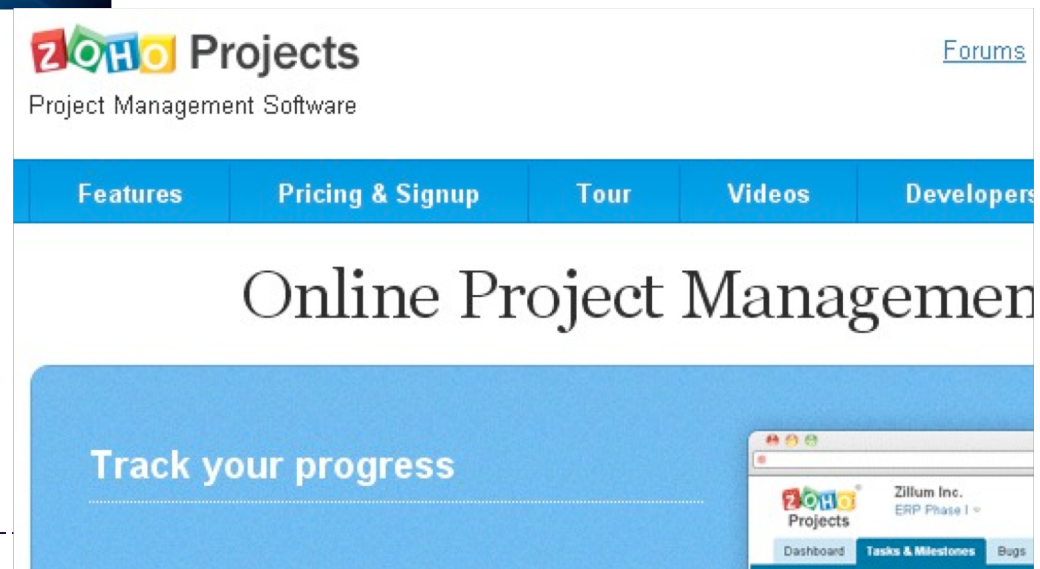 ZOHO Projects
Forums
Project Management Software
Features Pricing & Signup Tour Videos Developers
Online Project Managemen
Track your progress
ZOHO Projects
Zillum Inc.
ERP Phase I
Dashboard Tasks & Milestones Bugs